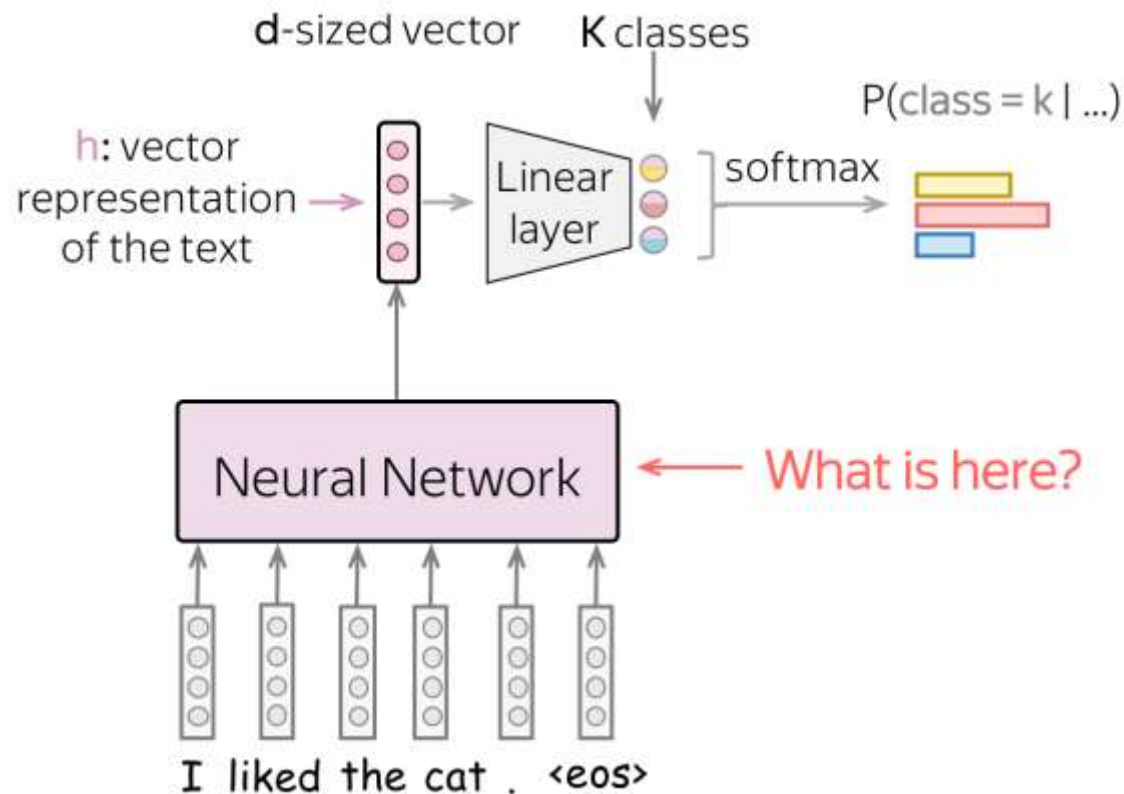 d-sized vector
K classes
P(class = k | ...)
h: vector
representation
of the text
Linear
layer
softmax
Neural Network
What is here?
I liked the cat . <eos>